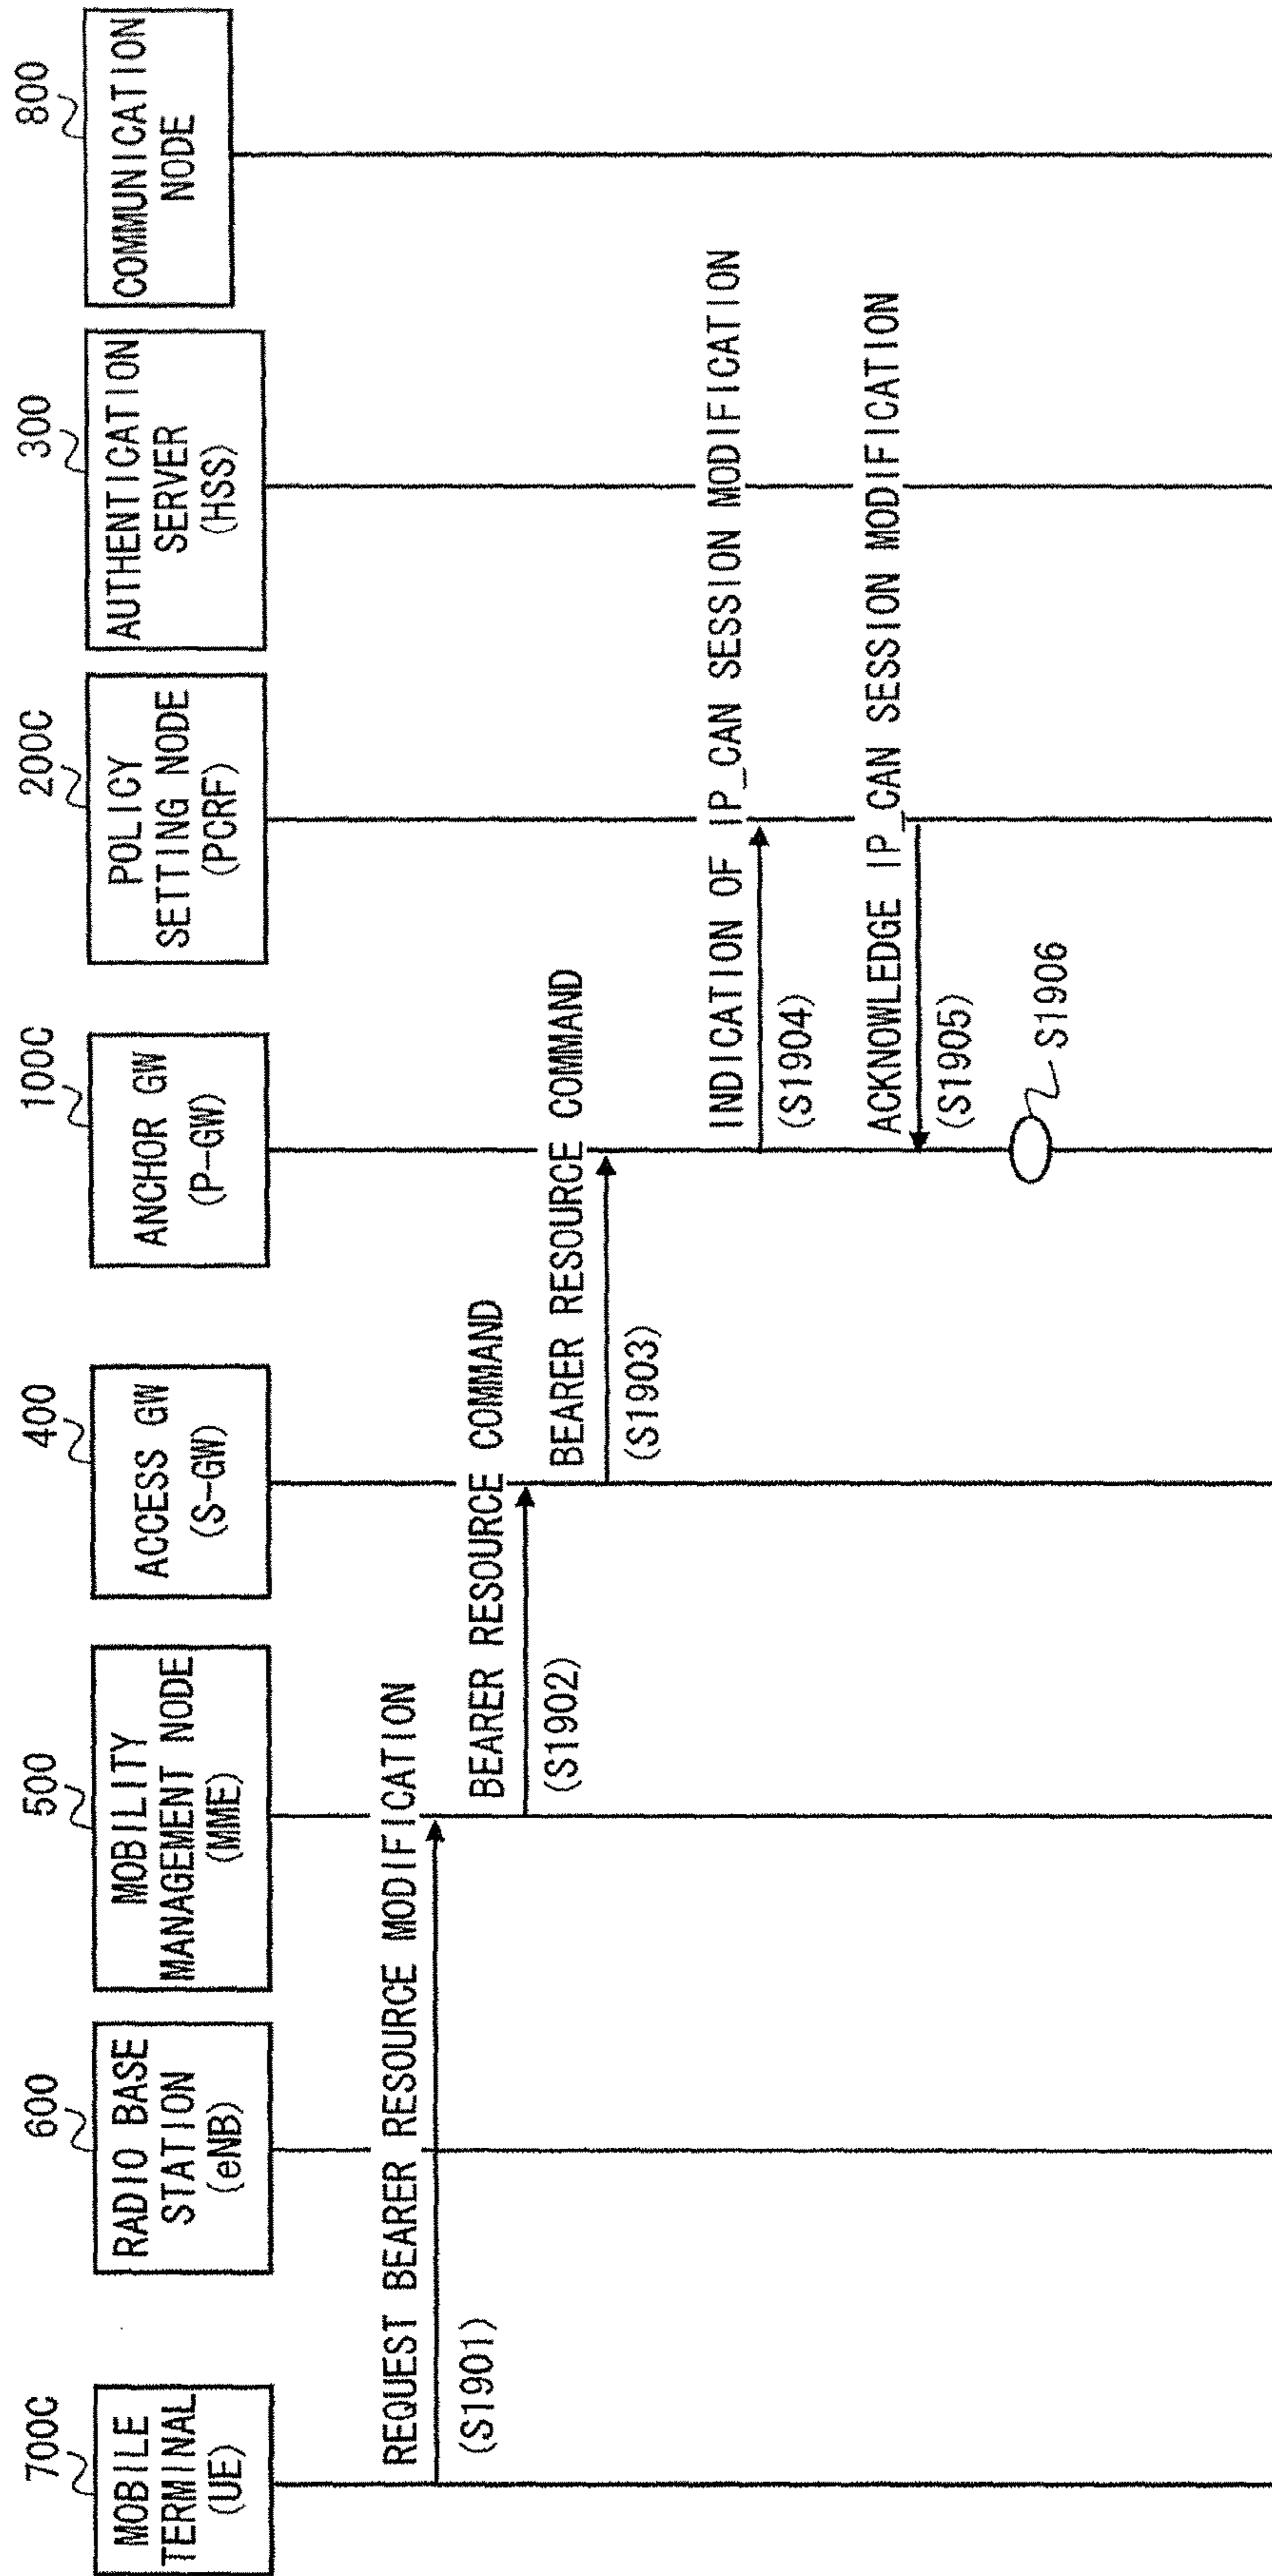 700C
MOBILE
TERMINAL
(UE)
600
RADIO BASE
STATION
(eNB)
500
MOBILITY
MANAGEMENT NODE
(MME)
400
ACCESS GW
(S-GW)
100C
ANCHOR GW
(P-GW)
200C
POLICY
SETTING NODE
(PCRF)
300
AUTHENTICATION
SERVER
(HSS)
800
COMMUNICATION
NODE
REQUEST BEARER RESOURCE MODIFICATION
(S1901)
BEARER RESOURCE COMMAND
(S1902)
BEARER RESOURCE COMMAND
(S1903)
INDICATION OF IP_CAN SESSION MODIFICATION
(S1904)
ACKNOWLEDGE IP_CAN SESSION MODIFICATION
(S1905)
S1906